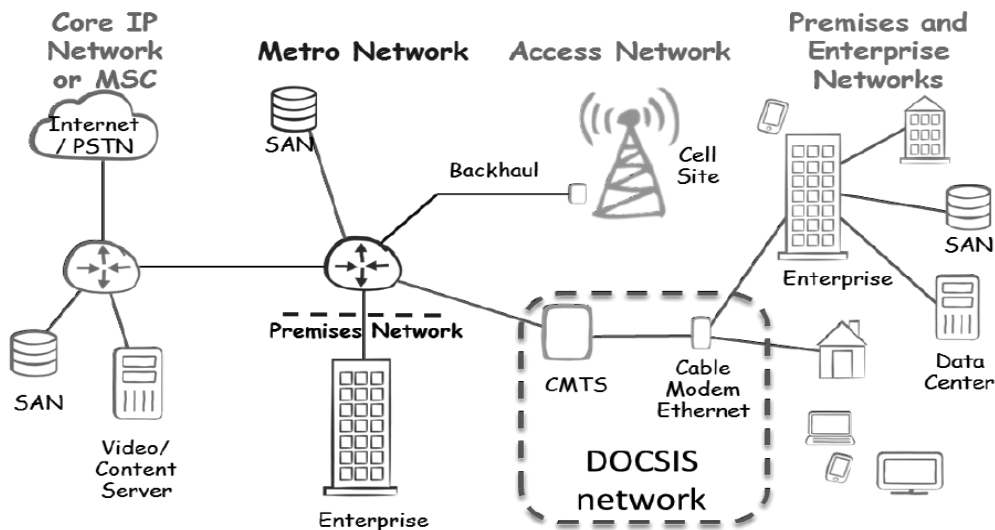 Core IP
Network
or MSC
Metro Network
Access Network
Premises and
Enterprise
Networks
Internet
/ PSTN
SAN
Backhaul
Cell
Site
SAN
Enterprise
Premises Network
SAN
Video/
Content
Server
Enterprise
CMTS
Cable
Modem
Ethernet
Data
Center
DOCSIS
network